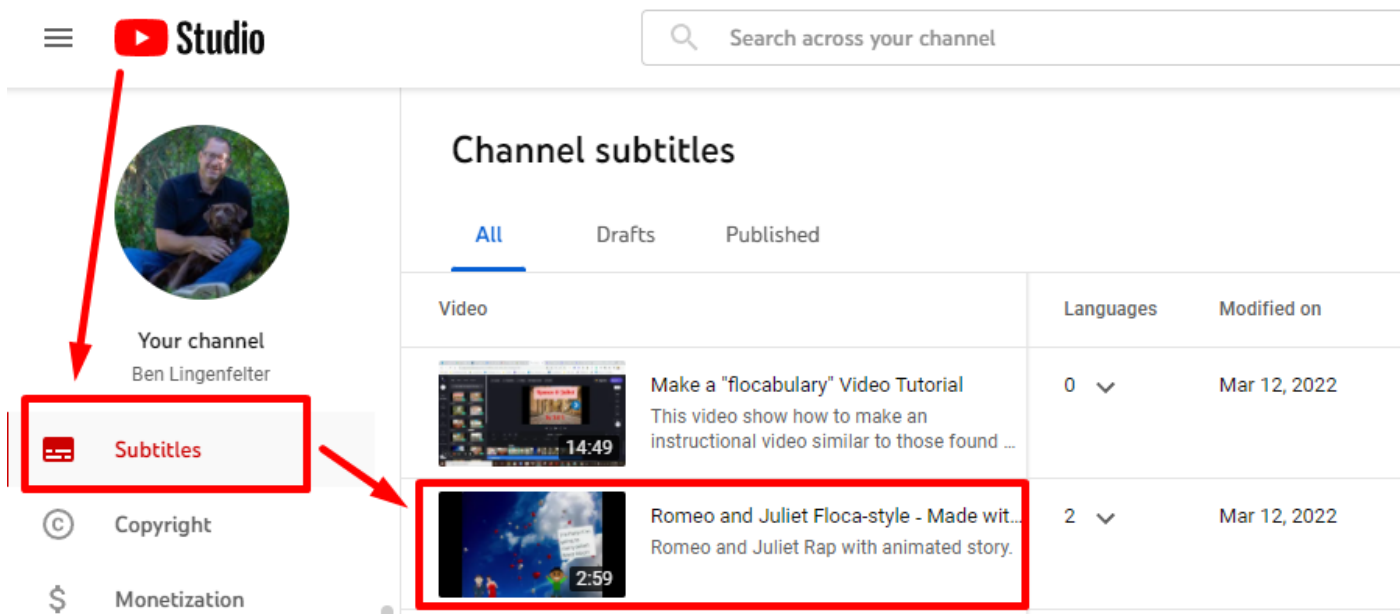 Studio
Search across your channel
Channel subtitles
All Drafts Published
Your channel
Ben Lingenfelter
Subtitles
Copyright
Monetization
Video Languages Modified on
14:49
Make a "flocabulary" Video Tutorial
This video show how to make an
instructional video similar to those found ...
0 Mar 12, 2022
2:59
Romeo and Juliet Floca-style - Made wit...
Romeo and Juliet Rap with animated story.
2 Mar 12, 2022